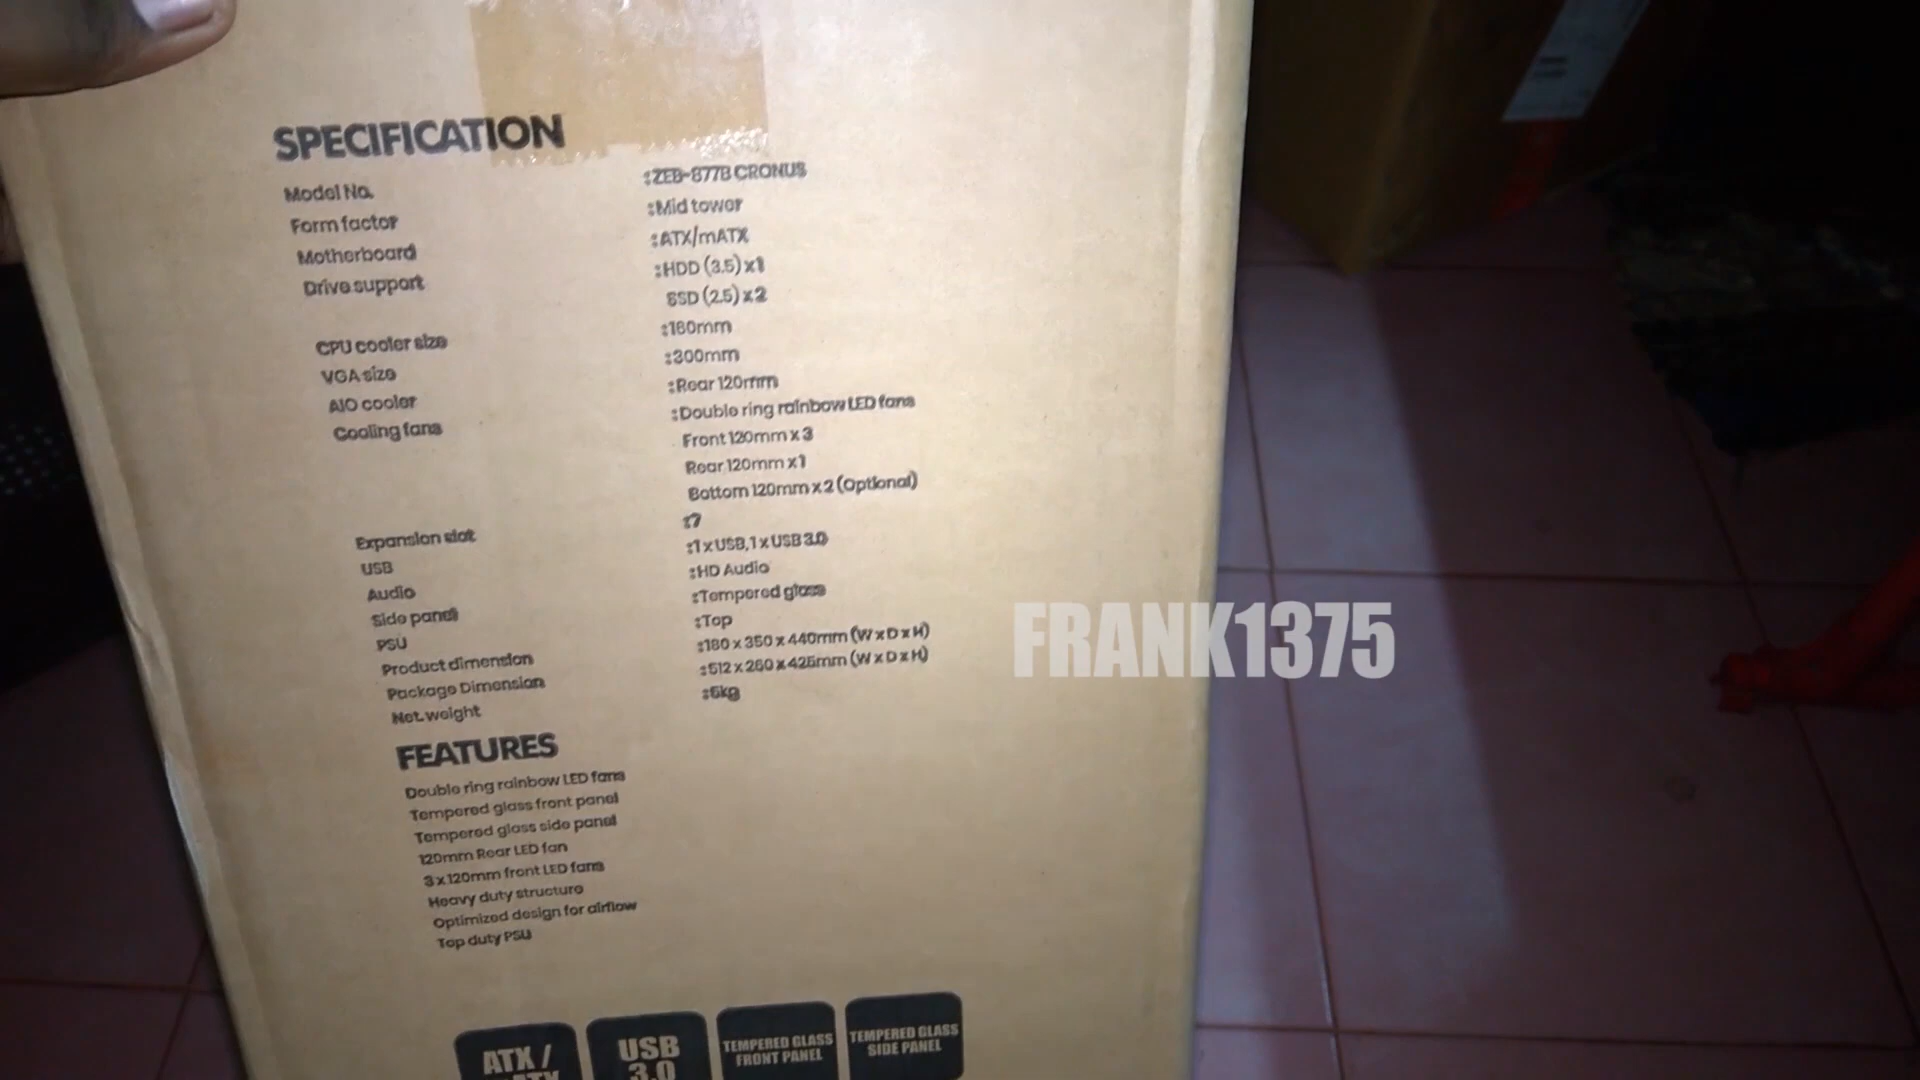 SPECIFICATION
Model No. :ZEB-877B CRONUS
Form factor :Mid tower
Motherboard :ATX/mATX
Drive support :HDD (3.5) x1
SSD (2.5) x2
CPU cooler size :160mm
VGA size :300mm
AIO cooler :Rear 120mm
Cooling fans :Double ring rainbow LED fans
Front 120mm x 3
Rear 120mm x1
Bottom 120mm x 2 (Optional)
Expansion slot :7
USB :1 x USB, 1 x USB 3.0
Audio :HD Audio
Side panel :Tempered glass
PSU :Top
Product dimension :180 x 350 x 440mm (W x D x H)
Package Dimension :512 x 260 x 425mm (W x D x H)
Net. weight
FEATURES
Double ring rainbow LED fans
Tempered glass front panel
Tempered glass side panel
120mm Rear LED fan
3 x 120mm front LED fans
Heavy duty structure
Optimized design for airflow
Top duty PSU
ATX /
USB
3.0
TEMPERED GLASS
FRONT PANEL
TEMPERED GLASS
SIDE PANEL
FRANK1375